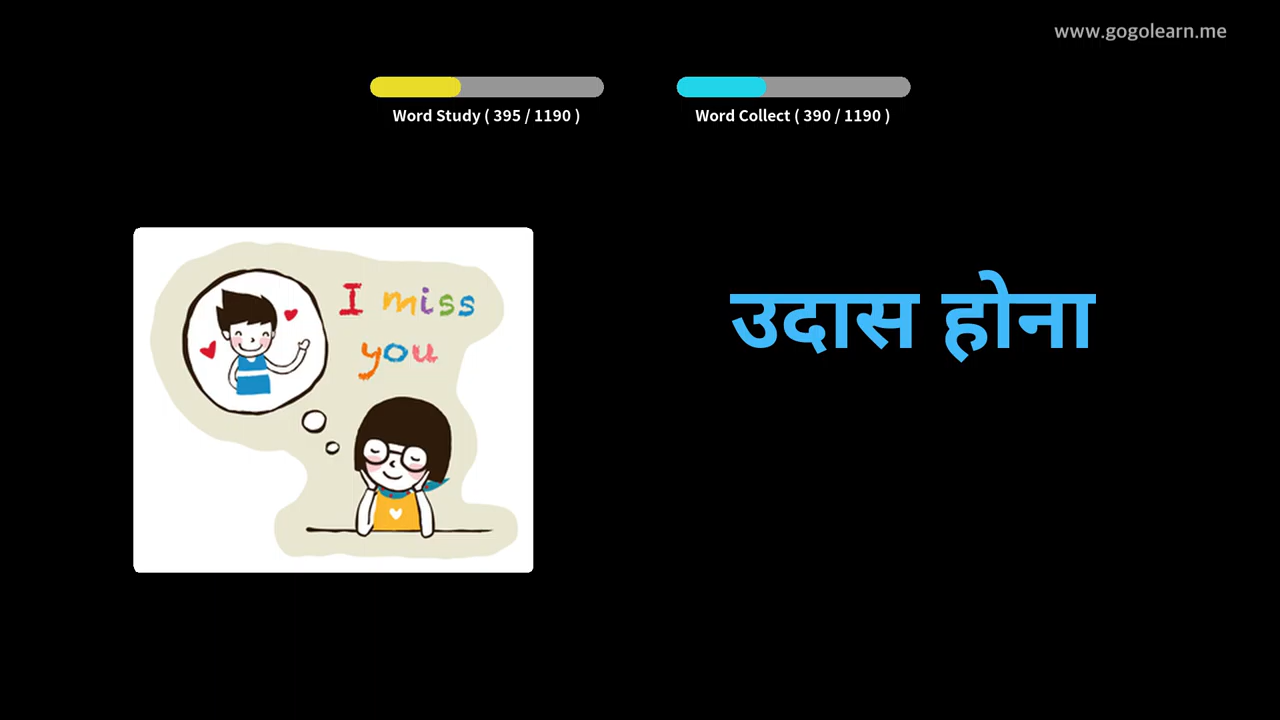 www.gogolearn.me
Word Study ( 395 / 1190 )
Word Collect ( 390 / 1190 )
I miss
you
उदास होना